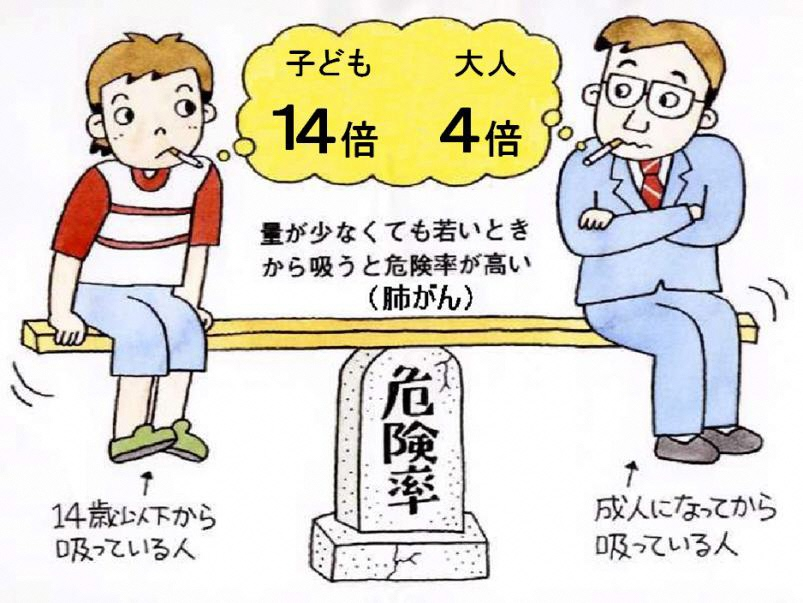 子ども 大人
14倍 4倍
量が少なくても若いとき
から吸うと危険率が高い
(肺がん)
危険率
14歳以下から
吸っている人
成人になってから
吸っている人